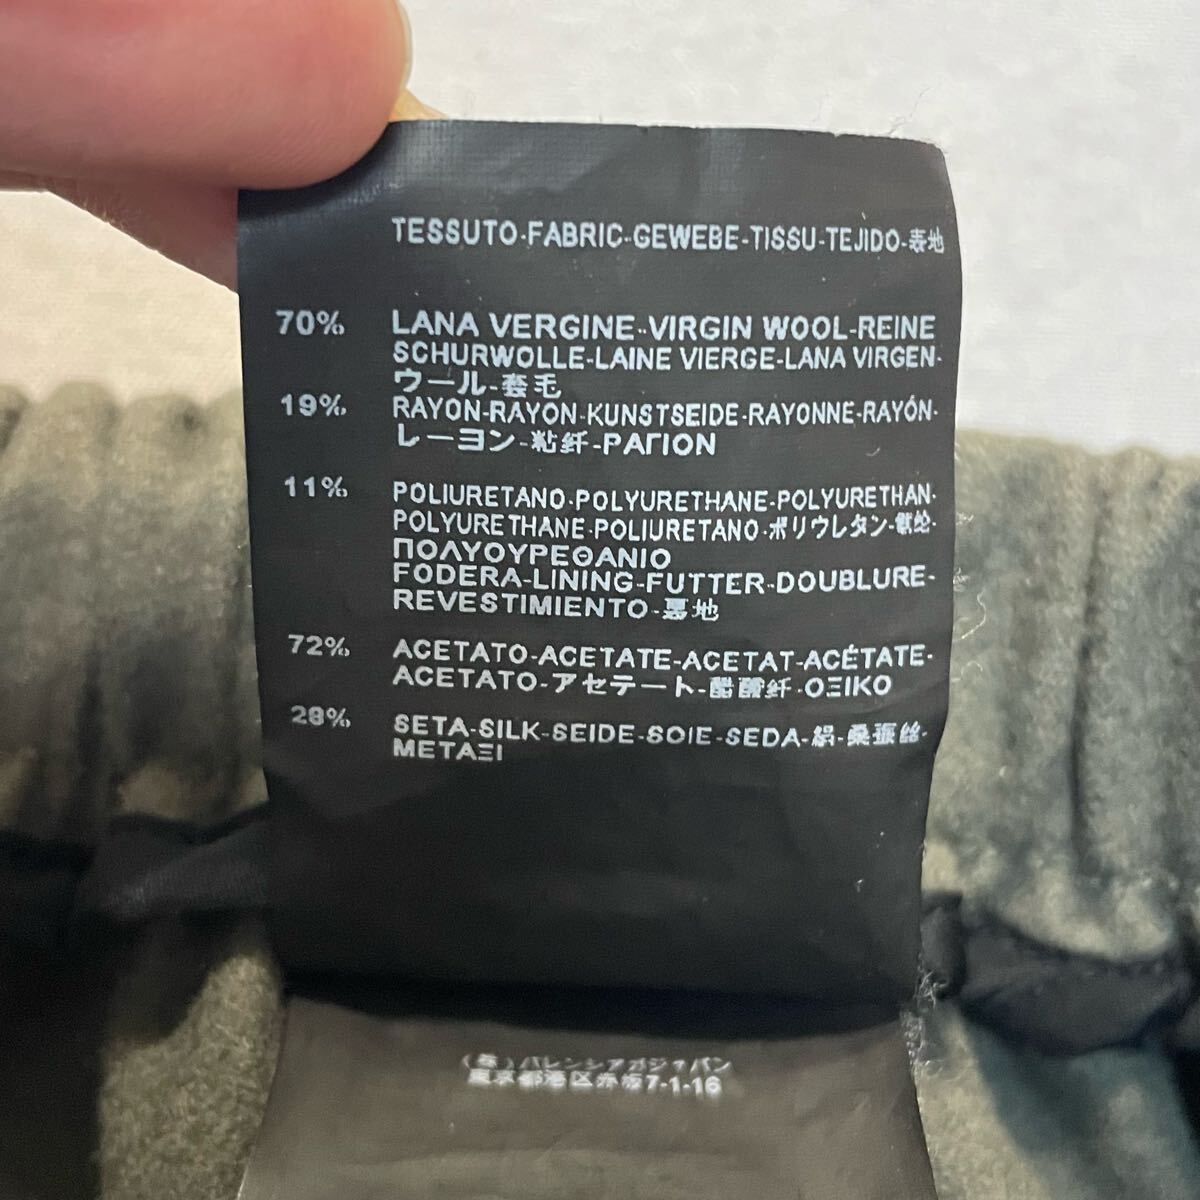 TESSUTO-FABRIC-GEWEBE-TISSU-TEJIDO-表地
70% LANA VERGINE-VIRGIN WOOL-REINE
SCHURWOLLE-LAINE VIERGE-LANA VIRGEN-
ウール-套毛
19% RAYON-RAYON-KUNSTSEIDE-RAYONNE-RAYÓN-
レーヨン-粘纤-ΡΑΓΙΟΝ
11% POLIURETANO-POLYURETHANE-POLYURETHAN-
POLYURETHANE-POLIURETANO-ポリウレタン-氨纶-
ΠΟΛΥΟΥΡΕΘΑΝΙΟ
FODERA-LINING-FUTTER-DOUBLURE-
REVESTIMIENTO-裏地
72% ACETATO-ACETATE-ACETAT-ACÉTATE-
ACETATO-アセテート-醋酸纤-ΟΞΙΚΟ
28% SETA-SILK-SEIDE-SOIE-SEDA-絹-桑蚕丝-
ΜΕΤΑΞΙ
バレンシアガジャパン
東京都港区赤坂7-1-16